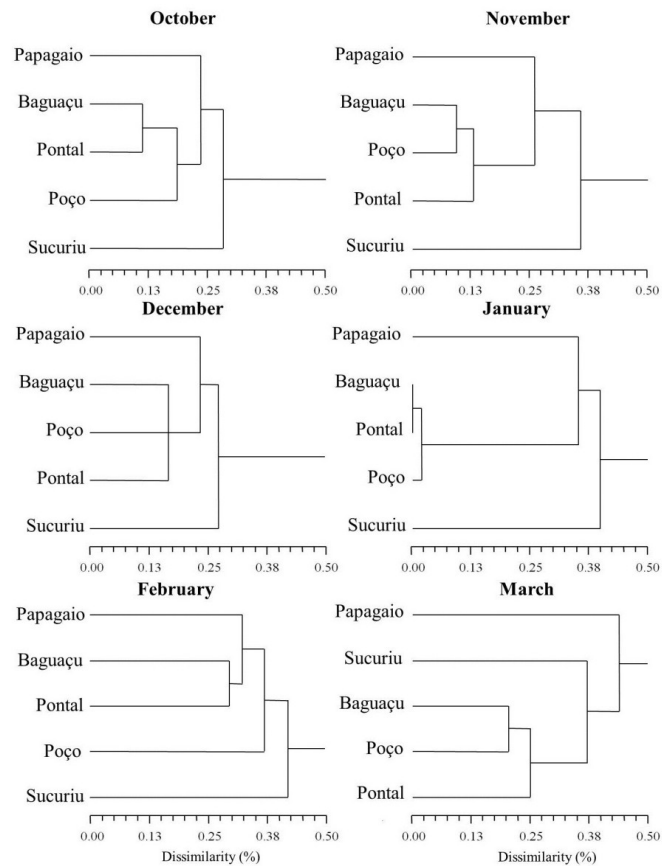 October
Papagaio
Baguaçu
Pontal
Poço
Sucuriu
0.00 0.13 0.25 0.38 0.50
November
Papagaio
Baguaçu
Poço
Pontal
Sucuriu
0.00 0.13 0.25 0.38 0.50
December
Papagaio
Baguaçu
Poço
Pontal
Sucuriu
0.00 0.13 0.25 0.38 0.50
January
Papagaio
Baguaçu
Pontal
Poço
Sucuriu
0.00 0.13 0.25 0.38 0.50
February
Papagaio
Baguaçu
Pontal
Poço
Sucuriu
0.00 0.13 0.25 0.38 0.50
Dissimilarity (%)
March
Papagaio
Sucuriu
Baguaçu
Poço
Pontal
0.00 0.13 0.25 0.38 0.50
Dissimilarity (%)